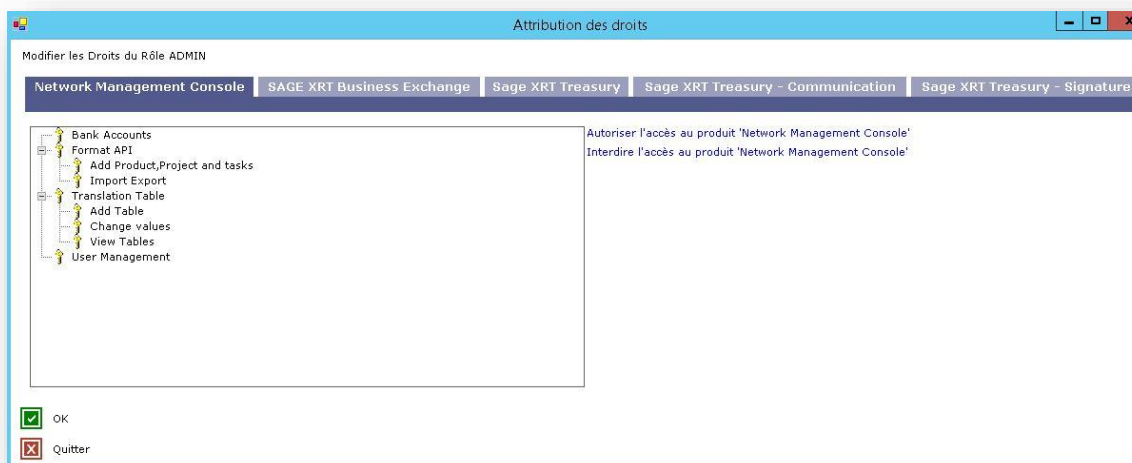 Attribution des droits
Modifier les Droits du Rôle ADMIN
Network Management Console SAGE XRT Business Exchange Sage XRT Treasury Sage XRT Treasury - Communication Sage XRT Treasury - Signature
Bank Accounts
Format API
Add Product,Project and tasks
Import Export
Translation Table
Add Table
Change values
View Tables
User Management
Autoriser l'accès au produit 'Network Management Console'
Interdire l'accès au produit 'Network Management Console'
OK
Quitter